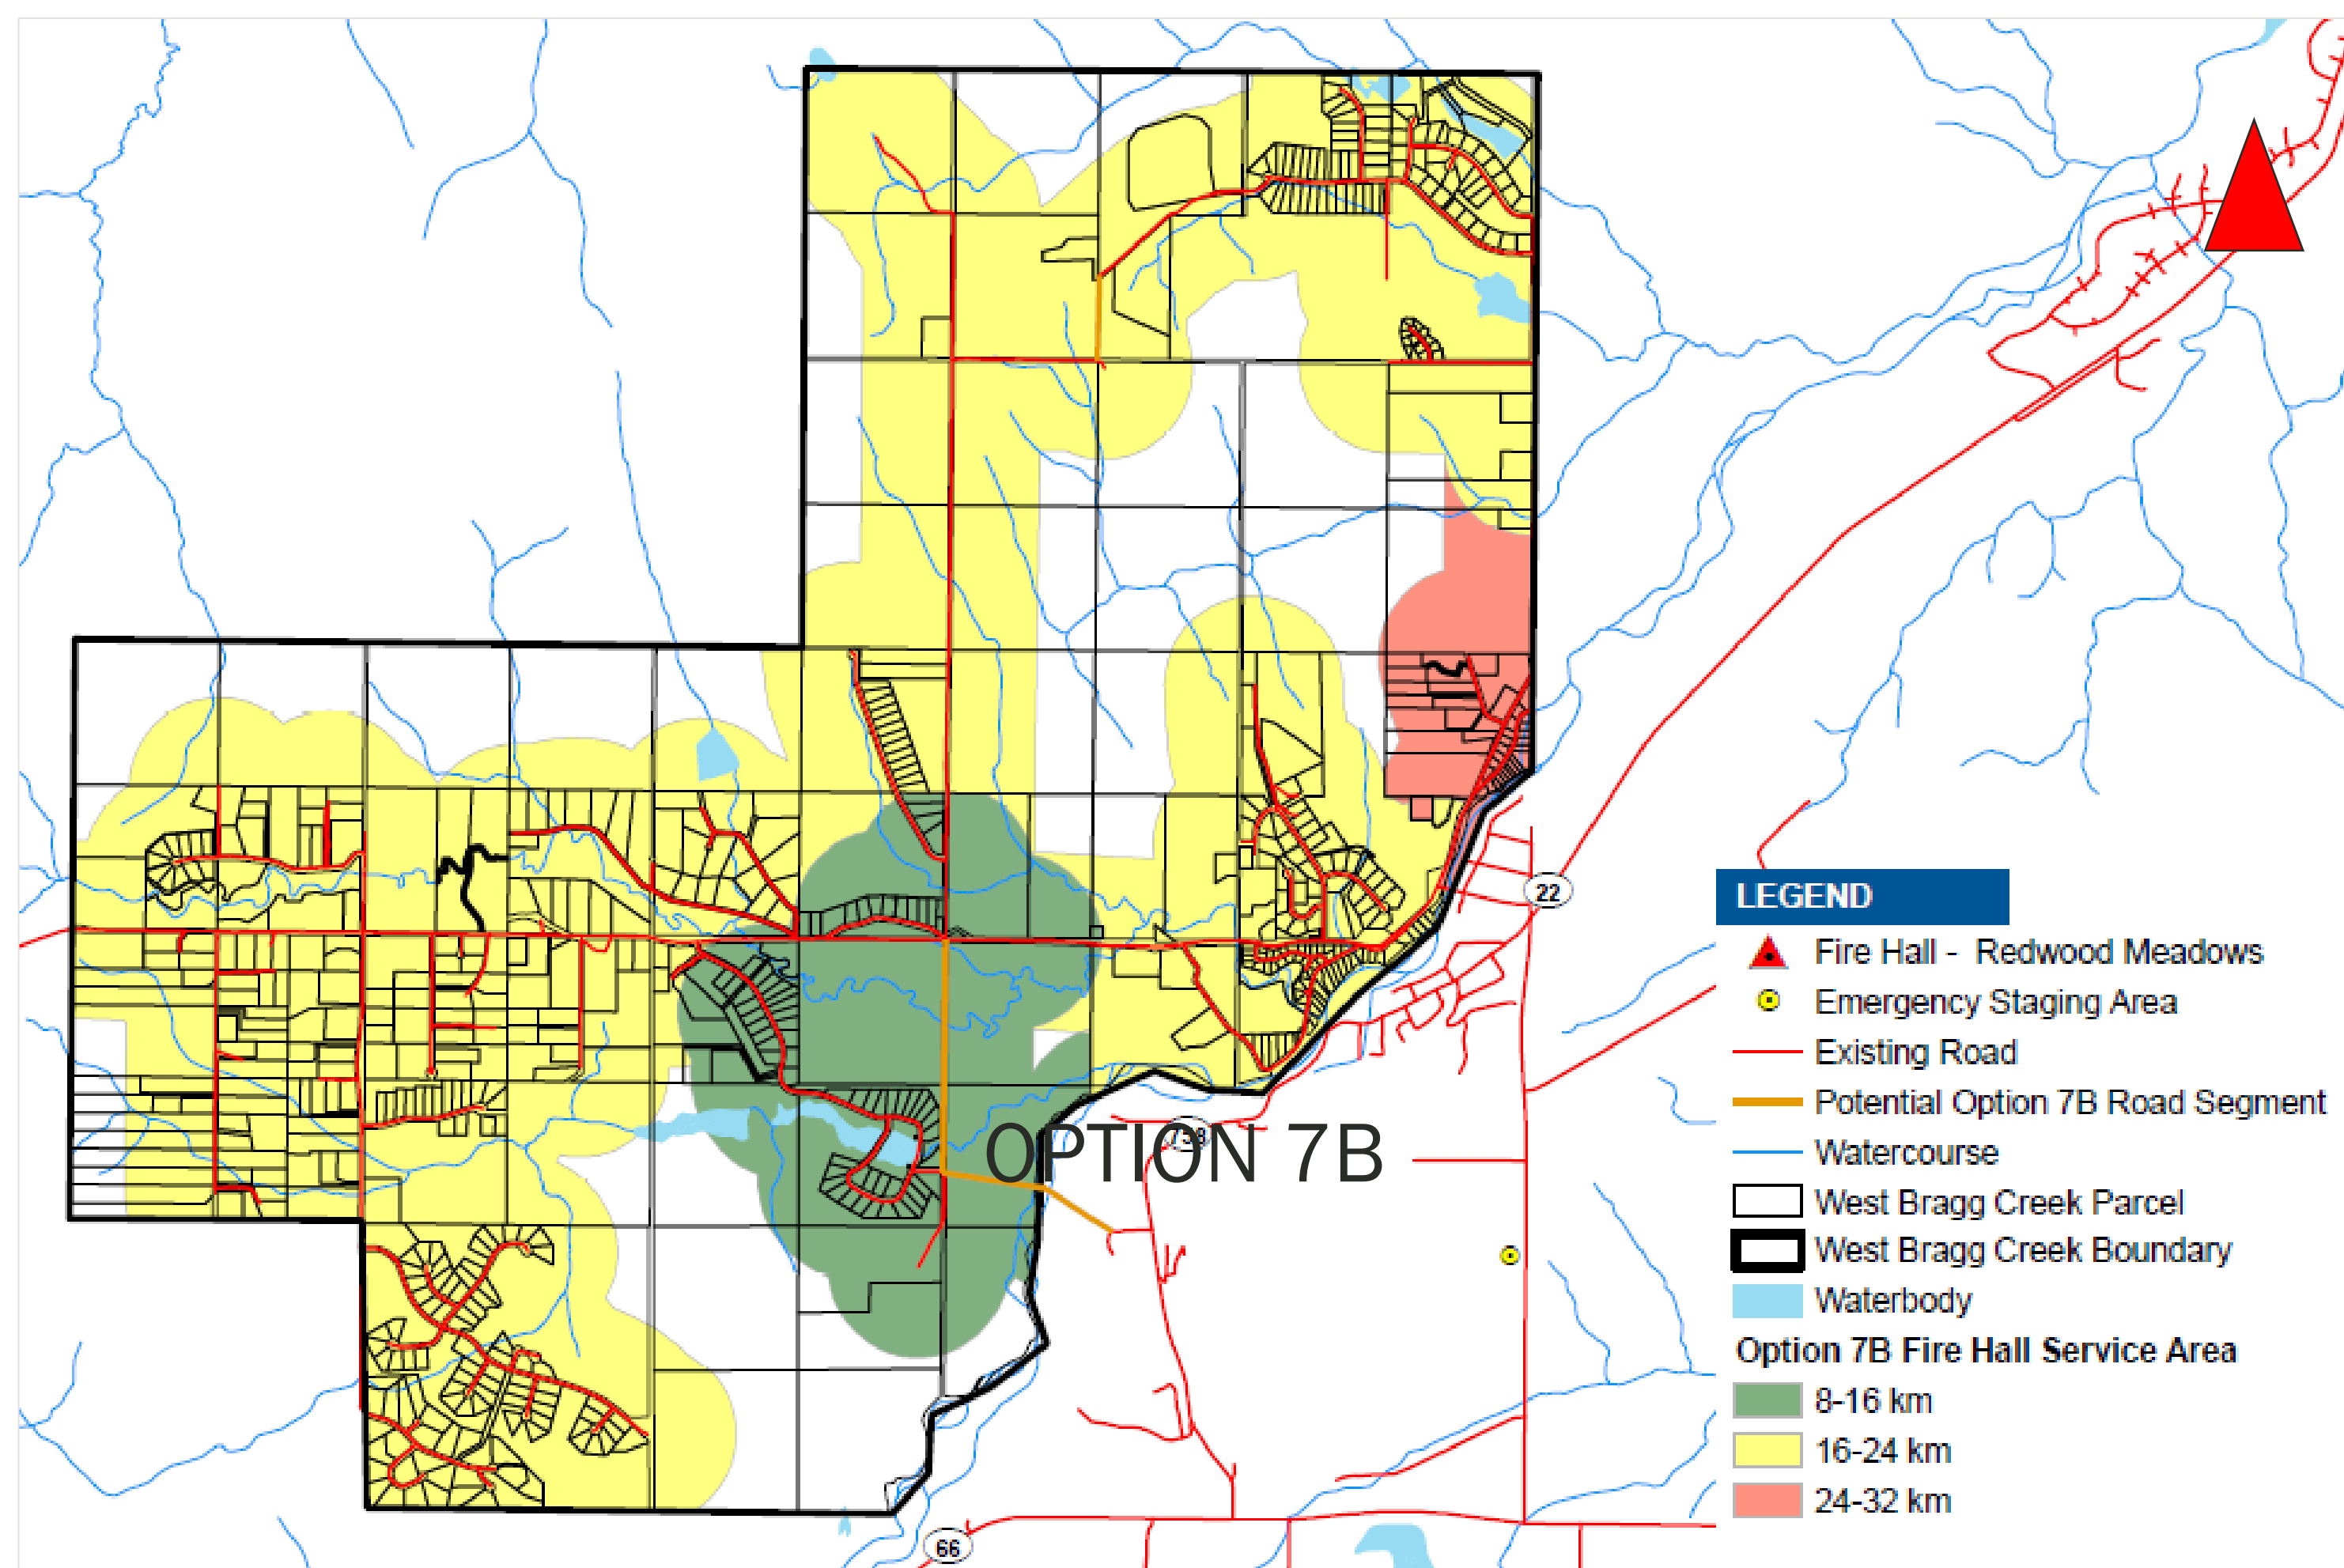 22
OPTION 7B
758
66
LEGEND
Fire Hall - Redwood Meadows
Emergency Staging Area
Existing Road
Potential Option 7B Road Segment
Watercourse
West Bragg Creek Parcel
West Bragg Creek Boundary
Waterbody
Option 7B Fire Hall Service Area
8-16 km
16-24 km
24-32 km